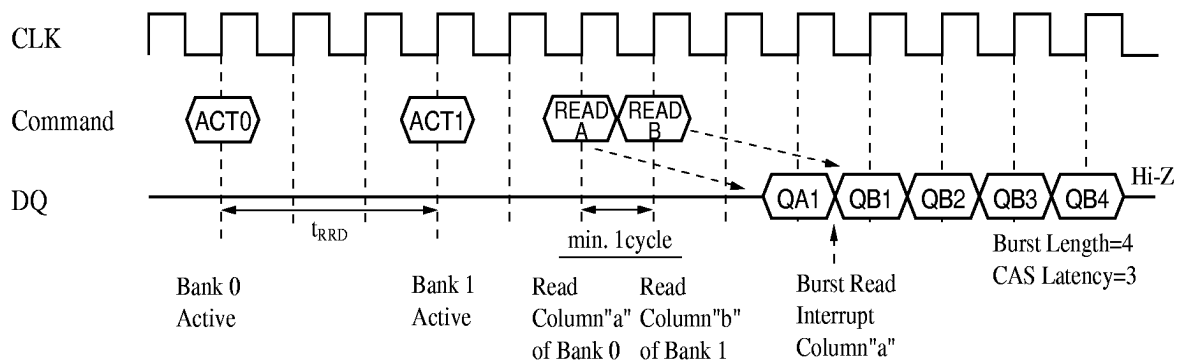 CLK
Command
ACT0
ACT1
READ
A
READ
B
DQ
QA1
QB1
QB2
QB3
QB4
Hi-Z
tRRD
min. 1cycle
Burst Length=4
CAS Latency=3
Bank 0
Active
Bank 1
Active
Read
Column"a"
of Bank 0
Read
Column"b"
of Bank 1
Burst Read
Interrupt
Column"a"